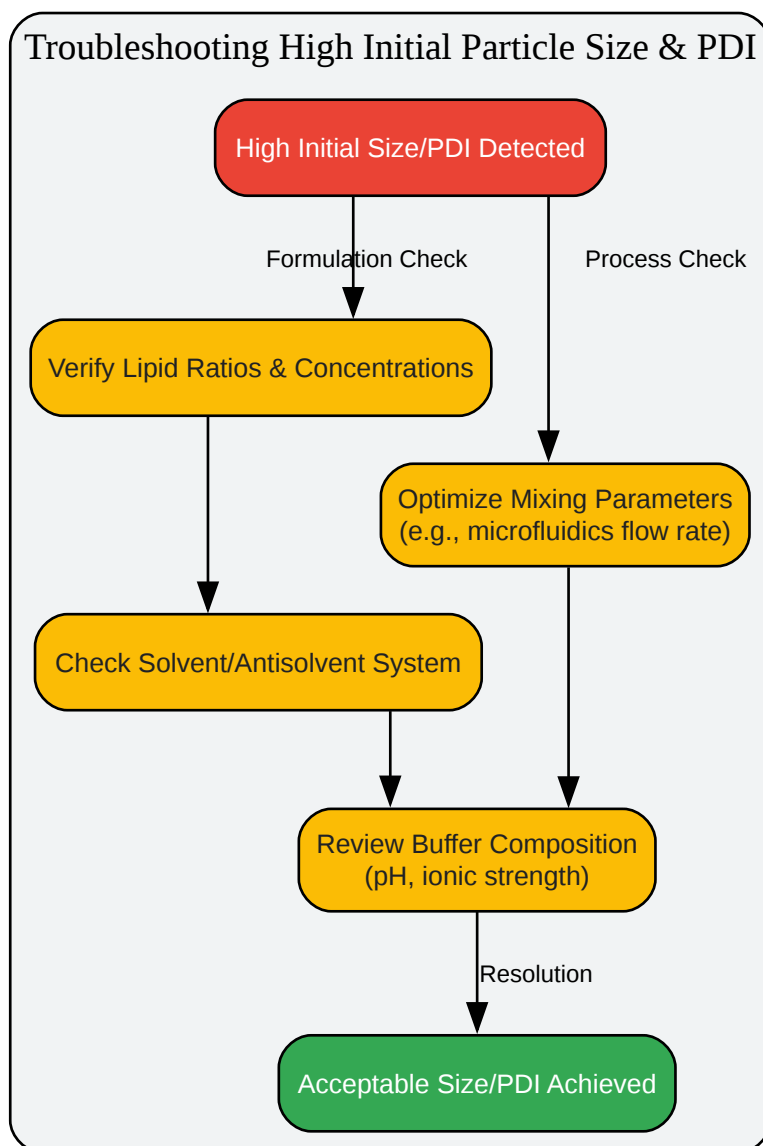 Troubleshooting High Initial Particle Size & PDI
High Initial Size/PDI Detected
Formulation Check
Process Check
Verify Lipid Ratios & Concentrations
Optimize Mixing Parameters
(e.g., microfluidics flow rate)
Check Solvent/Antisolvent System
Review Buffer Composition
(pH, ionic strength)
Resolution
Acceptable Size/PDI Achieved